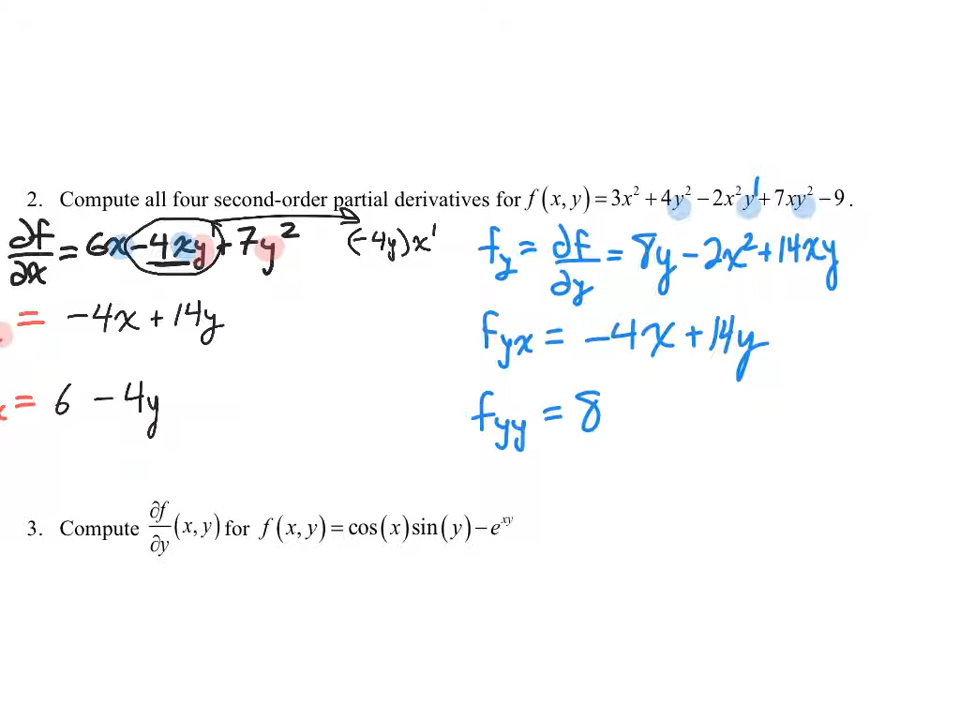 2. Compute all four second-order partial derivatives for f(x, y) = 3x² + 4y² − 2x²y¹ + 7xy² − 9.
∂f/∂x = 6x − 4xy + 7y² (−4y)x¹
= −4x + 14y
= 6 − 4y
f_y = ∂f/∂y = 8y − 2x² + 14xy
f_yx = −4x + 14y
f_yy = 8
3. Compute ∂f/∂y (x, y) for f(x, y) = cos(x)sin(y) − e^xy